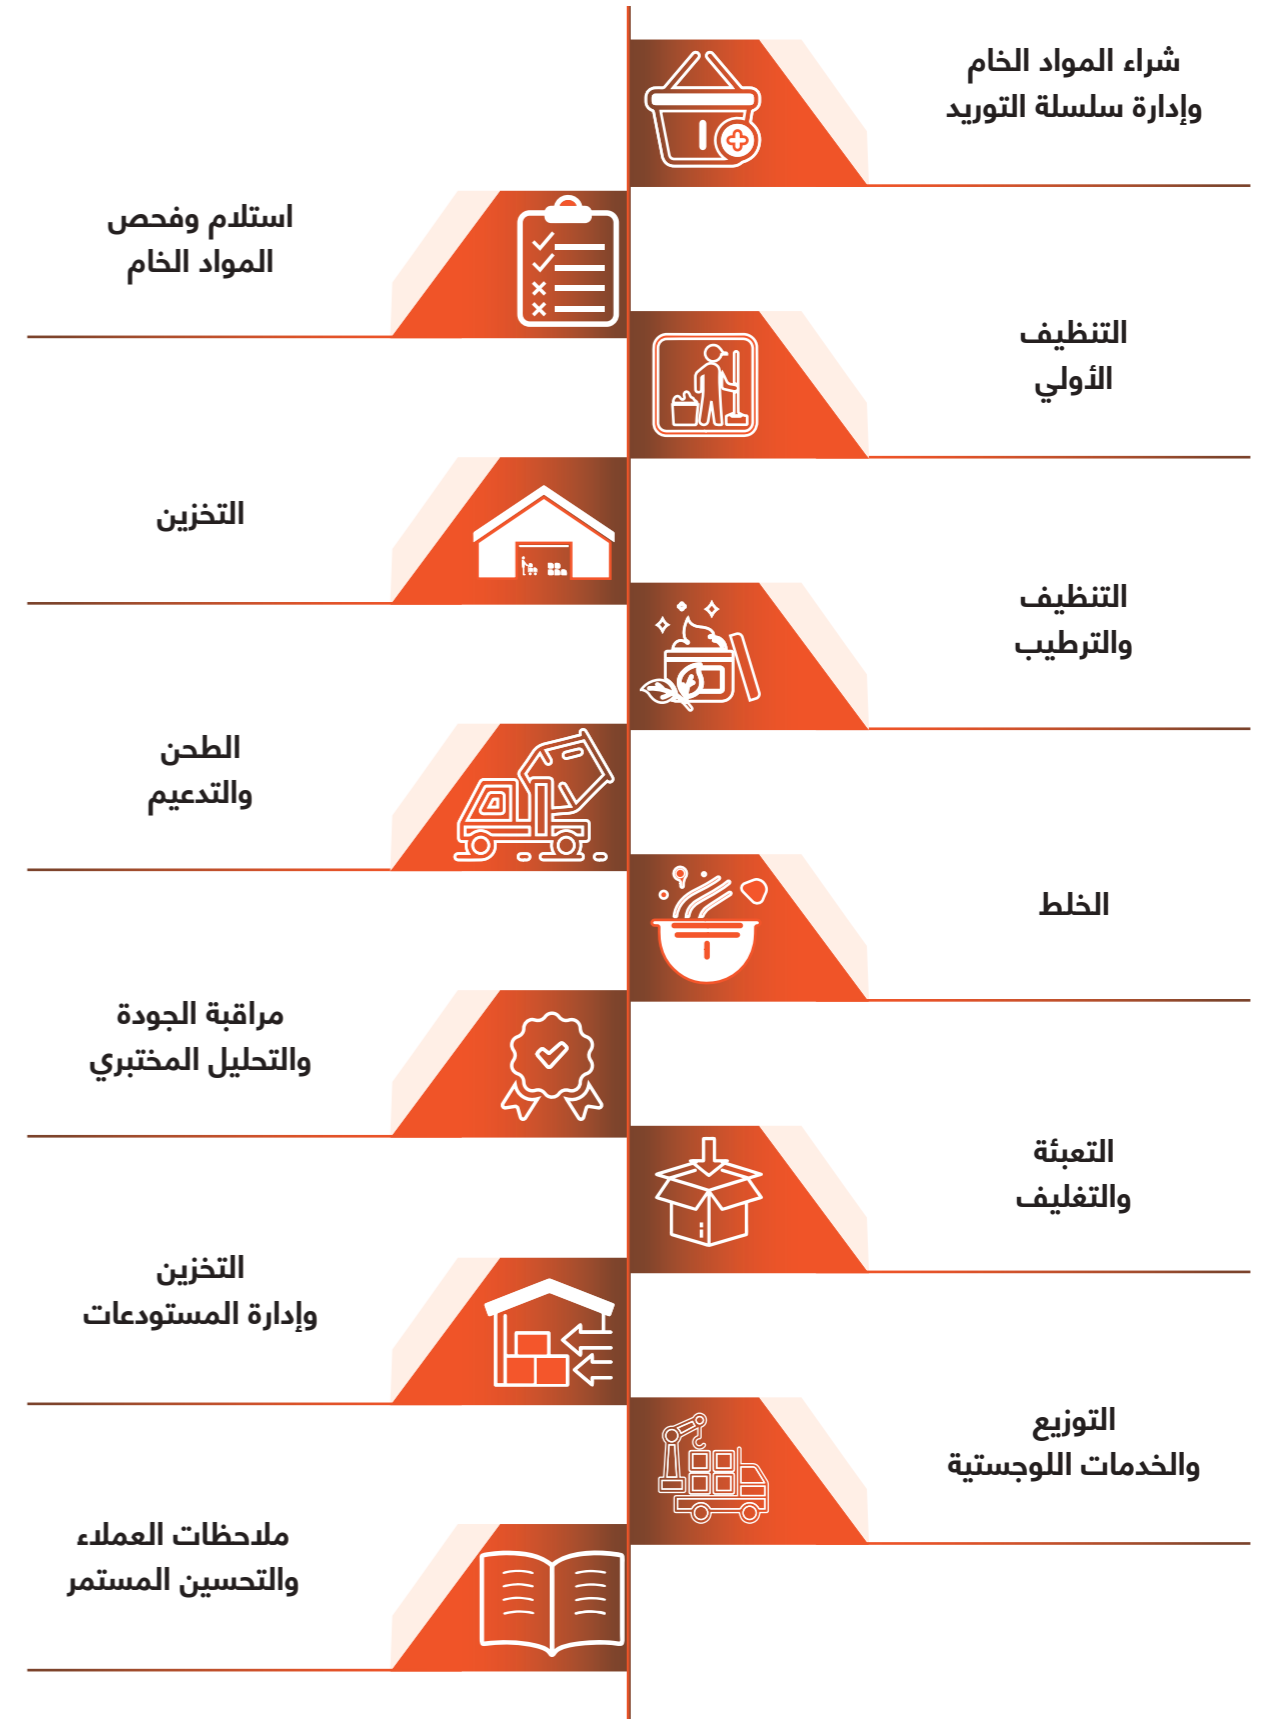 شراء المواد الخام
وإدارة سلسلة التوريد
استلام وفحص
المواد الخام
التنظيف
الأولي
التخزين
التنظيف
والترطيب
الطحن
والتدعيم
الخلط
مراقبة الجودة
والتحليل المختبري
التعبئة
والتغليف
التخزين
وإدارة المستودعات
التوزيع
والخدمات اللوجستية
ملاحظات العملاء
والتحسين المستمر